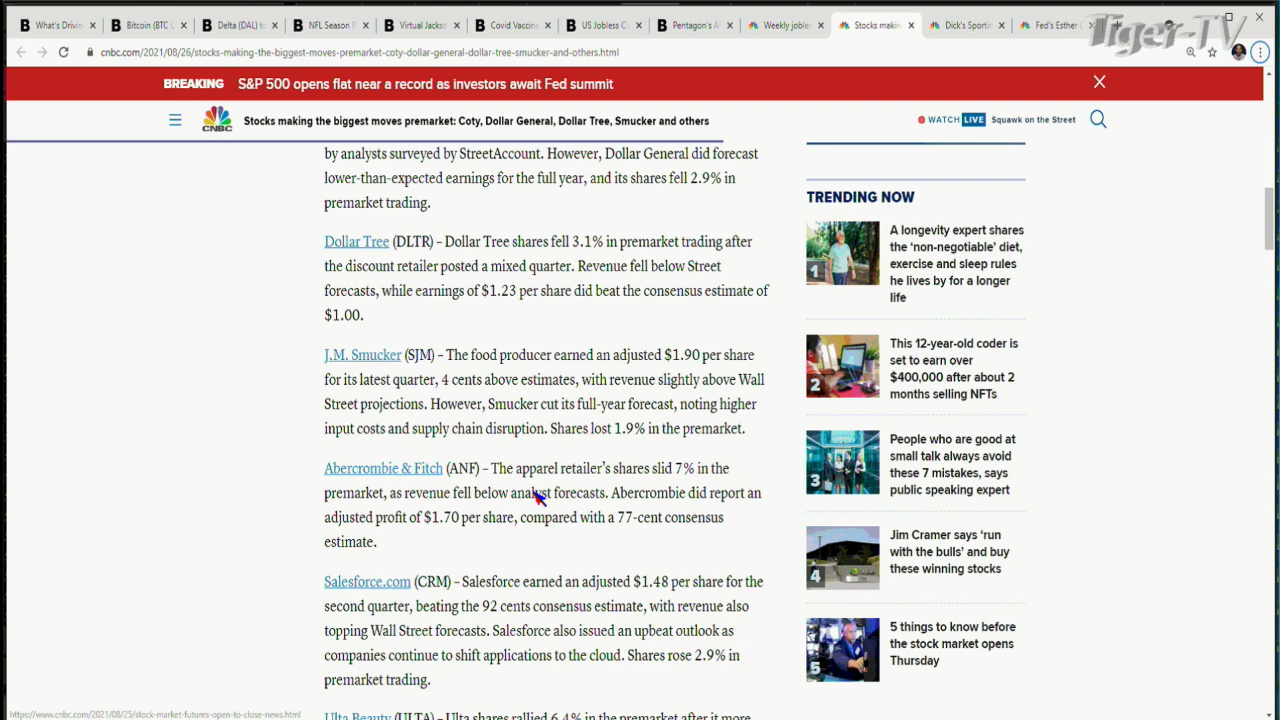 What's Drivin
Bitcoin (BTC
Delta (DAL) to
NFL Season P
Virtual Jacks
Covid Vaccine
US Jobless C
Pentagon's A
Weekly jobles
Stocks makin
Dick's Sportin
Fed's Esther
Tiger-TV
cnbc.com/2021/08/26/stocks-making-the-biggest-moves-premarket-coty-dollar-general-dollar-tree-smucker-and-others.html
BREAKING S&P 500 opens flat near a record as investors await Fed summit
CNBC
Stocks making the biggest moves premarket: Coty, Dollar General, Dollar Tree, Smucker and others
WATCH LIVE Squawk on the Street
by analysts surveyed by StreetAccount. However, Dollar General did forecast
lower-than-expected earnings for the full year, and its shares fell 2.9% in
premarket trading.
Dollar Tree (DLTR) – Dollar Tree shares fell 3.1% in premarket trading after
the discount retailer posted a mixed quarter. Revenue fell below Street
forecasts, while earnings of $1.23 per share did beat the consensus estimate of
$1.00.
J.M. Smucker (SJM) – The food producer earned an adjusted $1.90 per share
for its latest quarter, 4 cents above estimates, with revenue slightly above Wall
Street projections. However, Smucker cut its full-year forecast, noting higher
input costs and supply chain disruption. Shares lost 1.9% in the premarket.
Abercrombie & Fitch (ANF) – The apparel retailer's shares slid 7% in the
premarket, as revenue fell below analyst forecasts. Abercrombie did report an
adjusted profit of $1.70 per share, compared with a 77-cent consensus
estimate.
Salesforce.com (CRM) – Salesforce earned an adjusted $1.48 per share for the
second quarter, beating the 92 cents consensus estimate, with revenue also
topping Wall Street forecasts. Salesforce also issued an upbeat outlook as
companies continue to shift applications to the cloud. Shares rose 2.9% in
premarket trading.
Ulta Beauty (ULTA) – Ulta shares rallied 6.4% in the premarket after it more
TRENDING NOW
1
A longevity expert shares
the 'non-negotiable' diet,
exercise and sleep rules
he lives by for a longer
life
2
This 12-year-old coder is
set to earn over
$400,000 after about 2
months selling NFTs
3
People who are good at
small talk always avoid
these 7 mistakes, says
public speaking expert
4
Jim Cramer says 'run
with the bulls' and buy
these winning stocks
5
5 things to know before
the stock market opens
Thursday
https://www.cnbc.com/2021/08/25/stock-market-futures-open-to-close-news.html